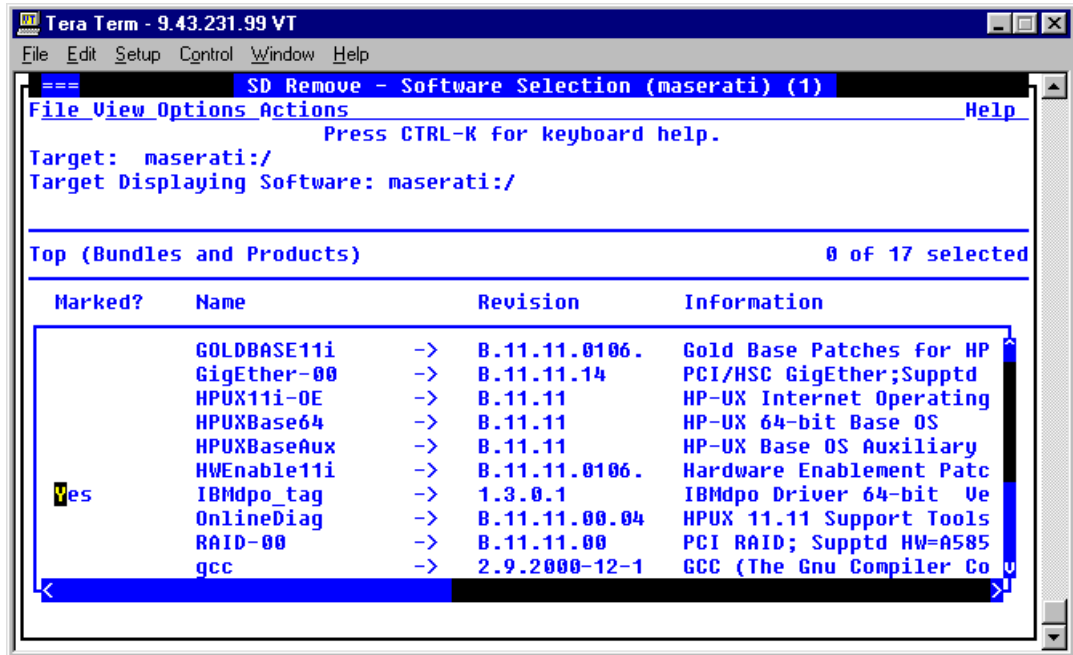 Tera Term - 9.43.231.99 VT
File Edit Setup Control Window Help
=== SD Remove - Software Selection (maserati) (1)
File View Options Actions Help
Press CTRL-K for keyboard help.
Target: maserati:/
Target Displaying Software: maserati:/
Top (Bundles and Products) 0 of 17 selected
Marked? Name Revision Information
GOLDBASE11i -> B.11.11.0106. Gold Base Patches for HP
GigEther-00 -> B.11.11.14 PCI/HSC GigEther;Supptd
HPUX11i-OE -> B.11.11 HP-UX Internet Operating
HPUXBase64 -> B.11.11 HP-UX 64-bit Base OS
HPUXBaseAux -> B.11.11 HP-UX Base OS Auxiliary
HWEnable11i -> B.11.11.0106. Hardware Enablement Patc
Yes IBMdpo_tag -> 1.3.0.1 IBMdpo Driver 64-bit Ve
OnlineDiag -> B.11.11.00.04 HPUX 11.11 Support Tools
RAID-00 -> B.11.11.00 PCI RAID; Supptd HW=A585
gcc -> 2.9.2000-12-1 GCC (The Gnu Compiler Co